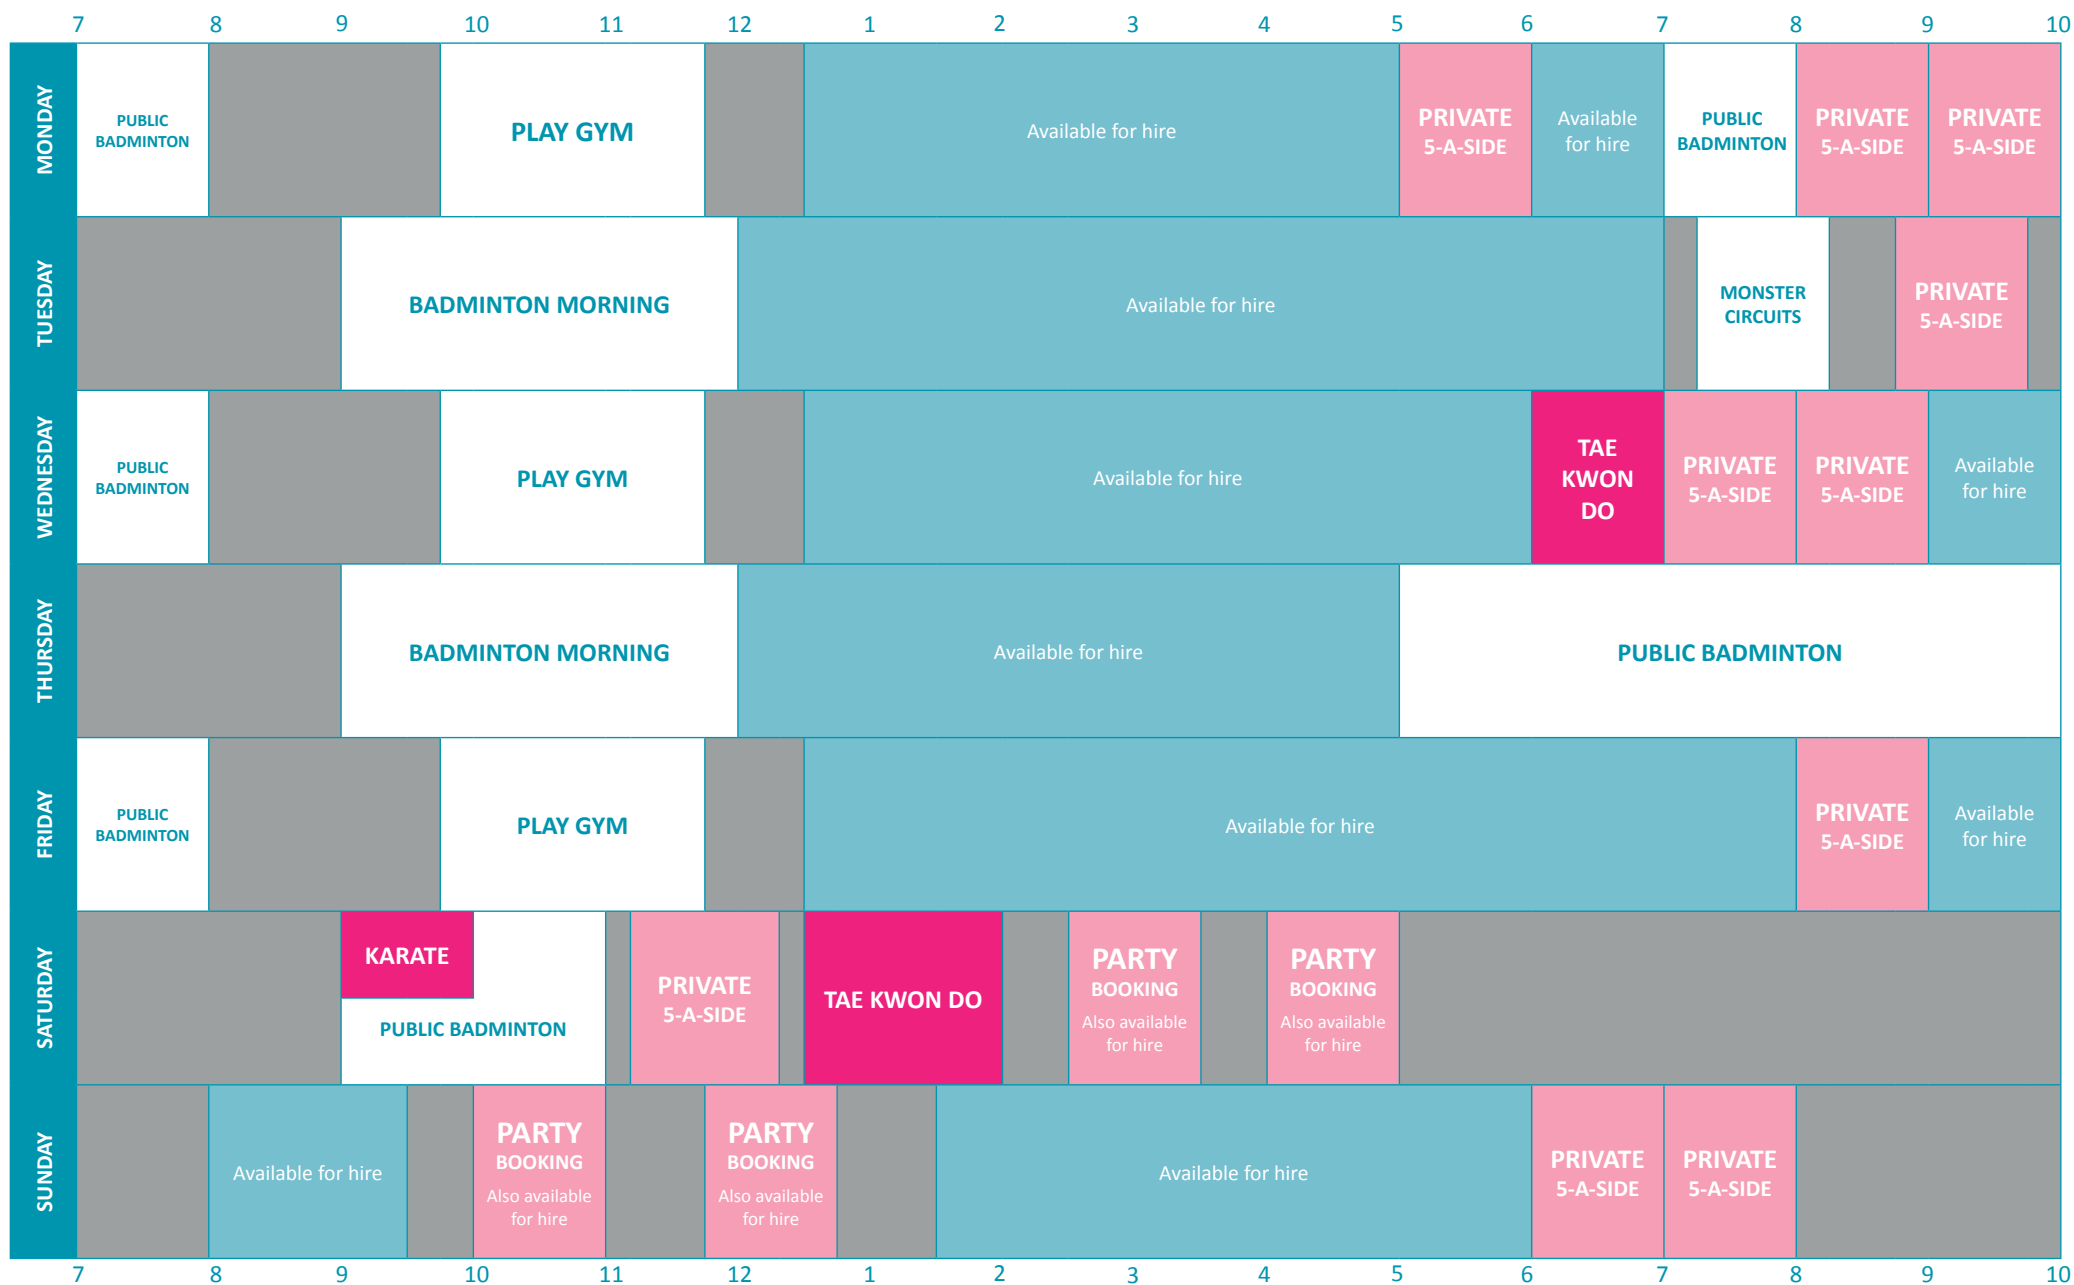 7 8 9 10 11 12 1 2 3 4 5 6 7 8 9 10
MONDAY
PUBLIC
BADMINTON
PLAY GYM
Available for hire
PRIVATE
5-A-SIDE
Available
for hire
PUBLIC
BADMINTON
PRIVATE
5-A-SIDE
PRIVATE
5-A-SIDE
TUESDAY
BADMINTON MORNING
Available for hire
MONSTER
CIRCUITS
PRIVATE
5-A-SIDE
WEDNESDAY
PUBLIC
BADMINTON
PLAY GYM
Available for hire
TAE
KWON
DO
PRIVATE
5-A-SIDE
PRIVATE
5-A-SIDE
Available
for hire
THURSDAY
BADMINTON MORNING
Available for hire
PUBLIC BADMINTON
FRIDAY
PUBLIC
BADMINTON
PLAY GYM
Available for hire
PRIVATE
5-A-SIDE
Available
for hire
SATURDAY
KARATE
PUBLIC BADMINTON
PRIVATE
5-A-SIDE
TAE KWON DO
PARTY
BOOKING
Also available
for hire
PARTY
BOOKING
Also available
for hire
SUNDAY
Available for hire
PARTY
BOOKING
Also available
for hire
PARTY
BOOKING
Also available
for hire
Available for hire
PRIVATE
5-A-SIDE
PRIVATE
5-A-SIDE
7 8 9 10 11 12 1 2 3 4 5 6 7 8 9 10